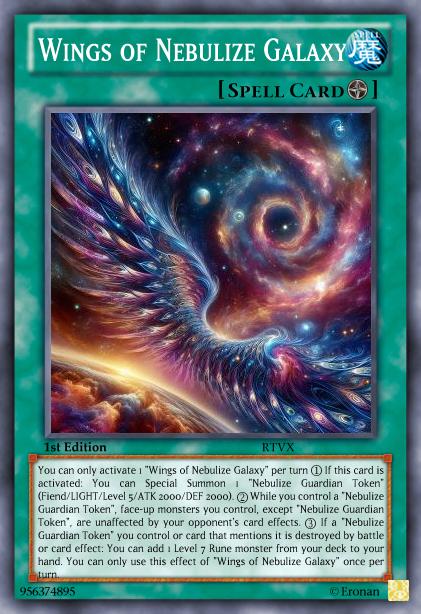 WINGS OF NEBULIZE GALAXY
SPELL
魔
[SPELL CARD]
1st Edition RTVX
You can only activate 1 "Wings of Nebulize Galaxy" per turn ① If this card is
activated: You can Special Summon 1 "Nebulize Guardian Token"
(Fiend/LIGHT/Level 5/ATK 2000/DEF 2000). ② While you control a "Nebulize
Guardian Token", face-up monsters you control, except "Nebulize Guardian
Token", are unaffected by your opponent's card effects. ③ If a "Nebulize
Guardian Token" you control or card that mentions it is destroyed by battle
or card effect: You can add 1 Level 7 Rune monster from your deck to your
hand. You can only use this effect of "Wings of Nebulize Galaxy" once per
turn.
956374895 © Eronan